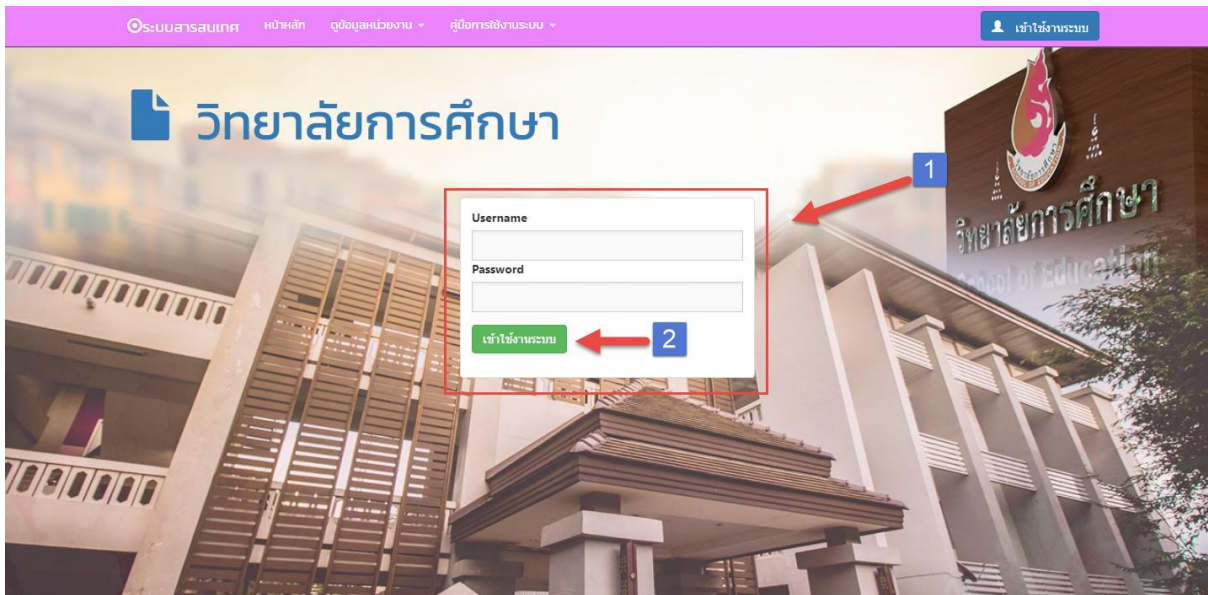 ระบบสารสนเทศ หน้าหลัก ดูข้อมูลหน่วยงาน คู่มือการใช้งานระบบ เข้าใช้งานระบบ
วิทยาลัยการศึกษา
1
วิทยาลัยการศึกษา
School of Education
Username
Password
เข้าใช้งานระบบ 2